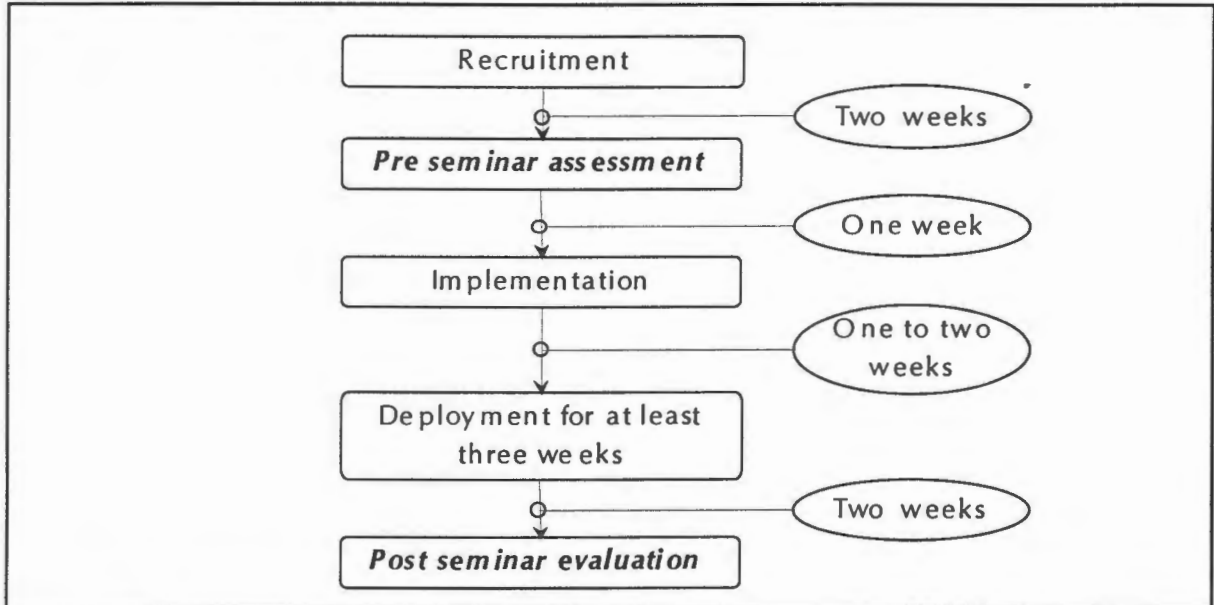 Recruitment
Two weeks
Pre seminar assessment
One week
Implementation
One to two
weeks
Deployment for at least
three weeks
Two weeks
Post seminar evaluation